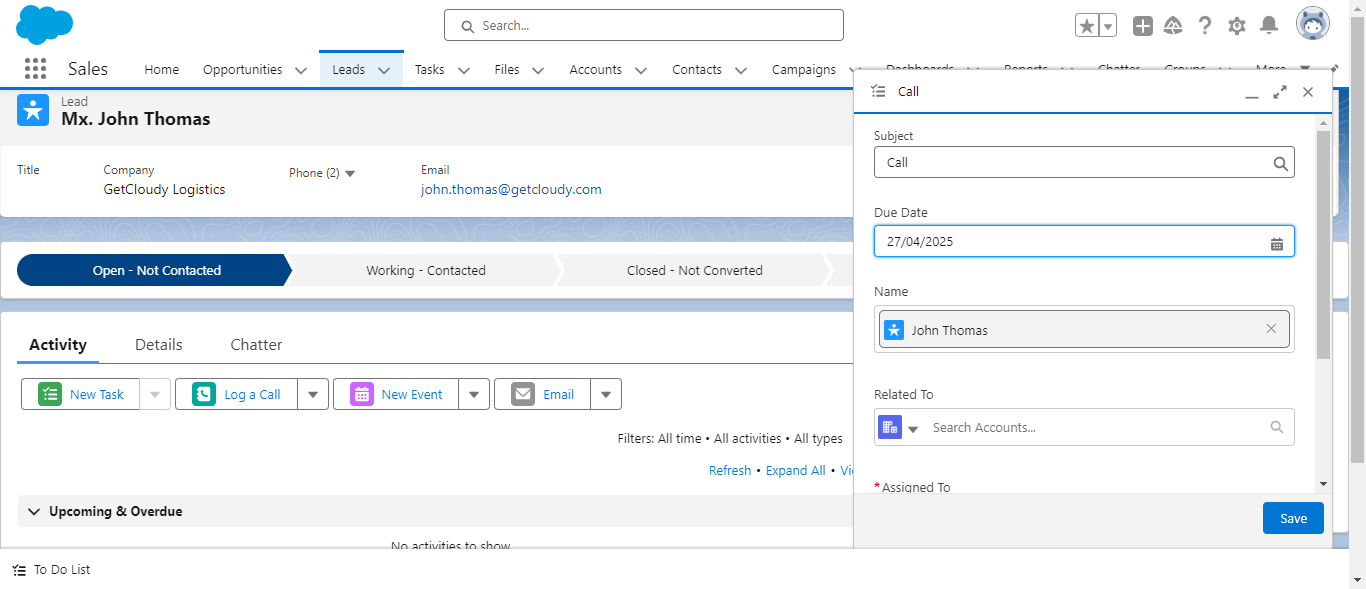 Search...
Sales
Home
Opportunities
Leads
Tasks
Files
Accounts
Contacts
Campaigns
Dashboards
Reports
Chatter
Groups
More
Lead
Mx. John Thomas
Title
Company
Phone (2)
Email
GetCloudy Logistics
john.thomas@getcloudy.com
Open - Not Contacted
Working - Contacted
Closed - Not Converted
Activity
Details
Chatter
New Task
Log a Call
New Event
Email
Filters: All time • All activities • All types
Refresh • Expand All •
Upcoming & Overdue
No activities to show
To Do List
Call
Subject
Call
Due Date
27/04/2025
Name
John Thomas
Related To
Search Accounts...
*Assigned To
Save